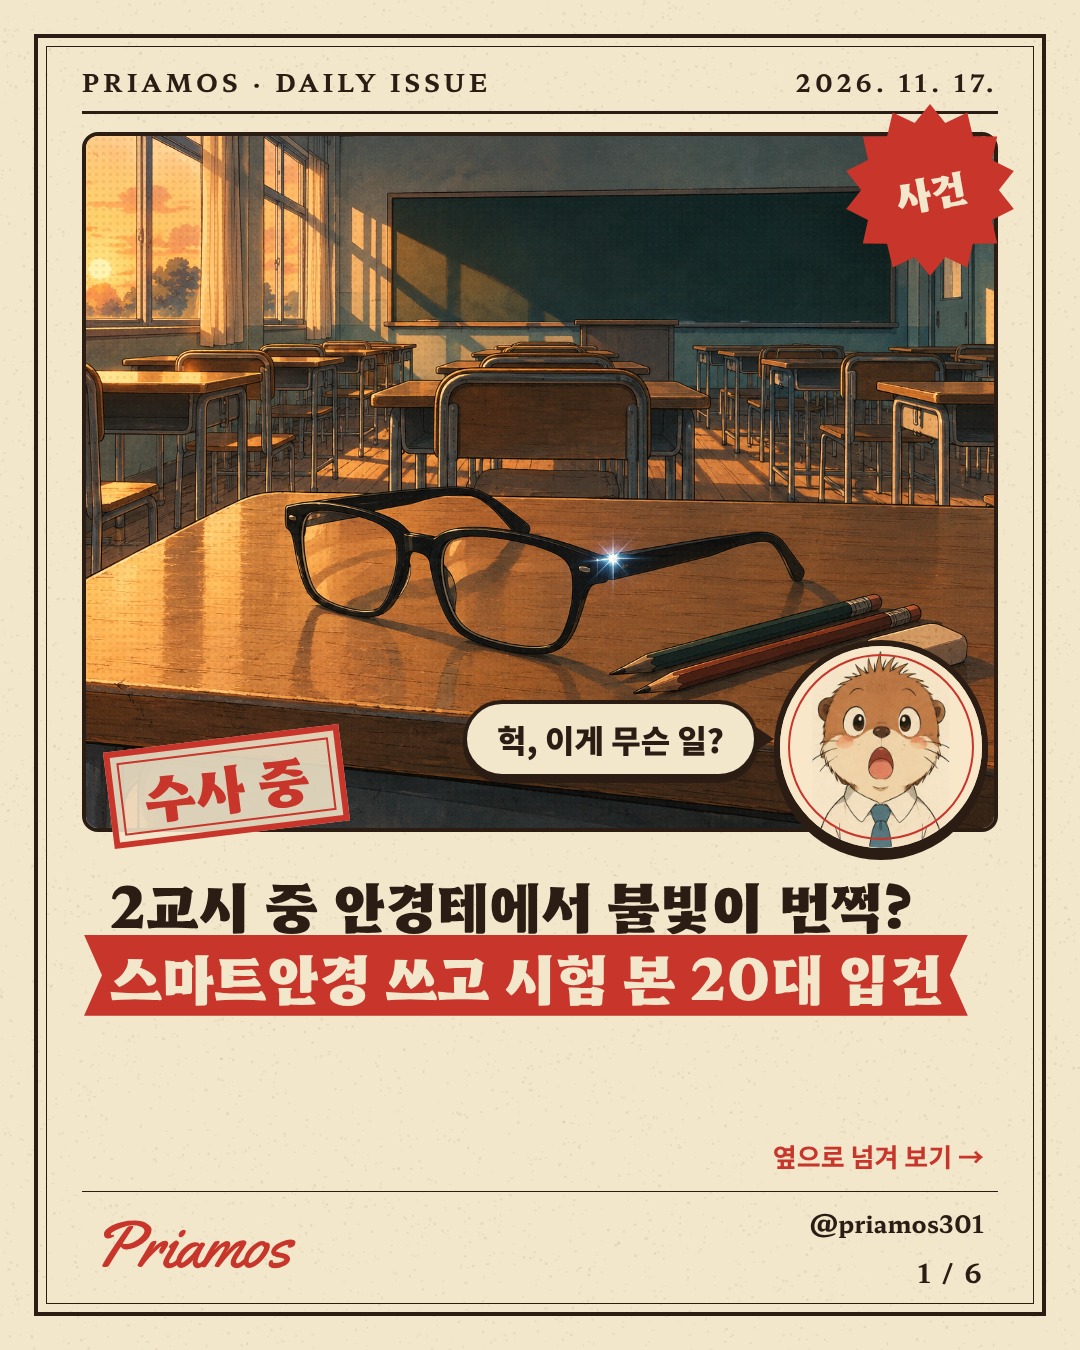 PRIAMOS · DAILY ISSUE
2026. 11. 17.
사건
헉, 이게 무슨 일?
수사 중
2교시 중 안경테에서 불빛이 번쩍?
스마트안경 쓰고 시험 본 20대 입건
옆으로 넘겨 보기 →
Priamos
@priamos301
1 / 6